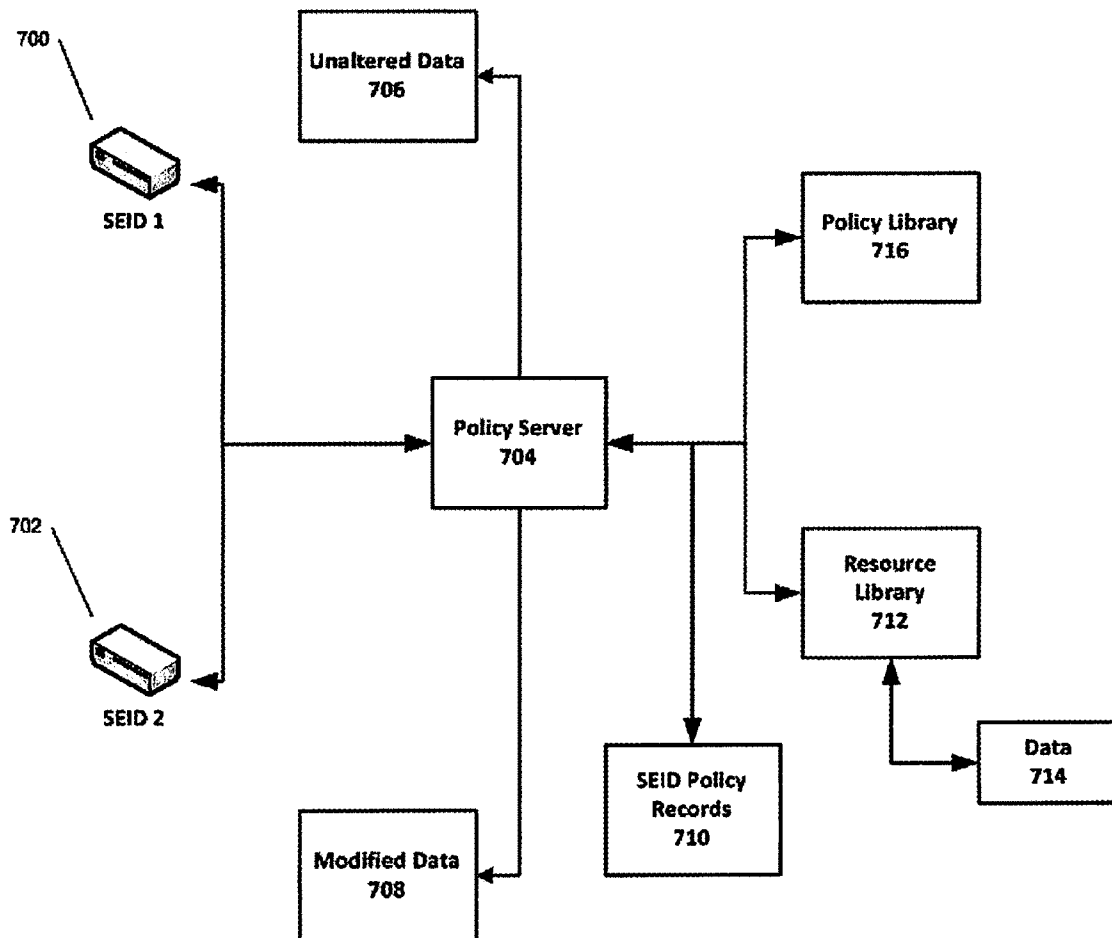 700
SEID 1
702
SEID 2
Unaltered Data
706
Policy Server
704
Modified Data
708
Policy Library
716
Resource
Library
712
SEID Policy
Records
710
Data
714